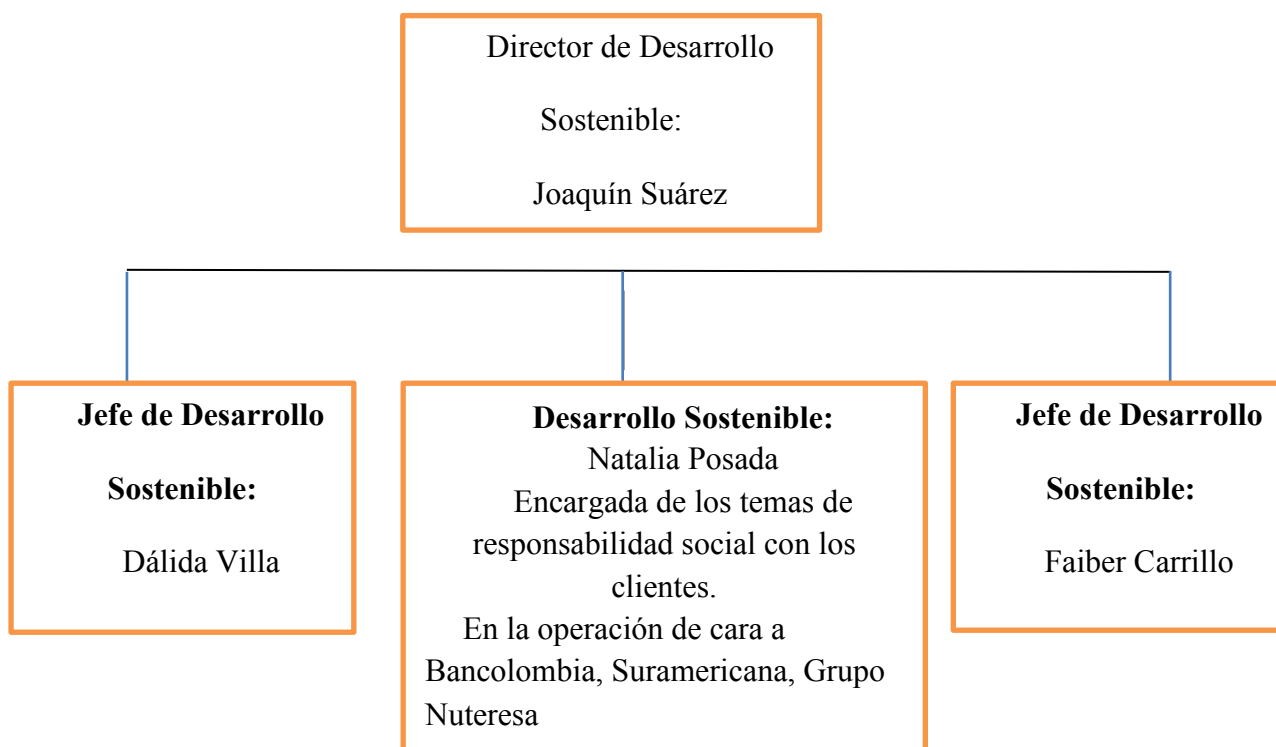 Director de Desarrollo
Sostenible:
Joaquín Suárez
Jefe de Desarrollo
Sostenible:
Dálida Villa
Desarrollo Sostenible:
Natalia Posada
Encargada de los temas de
responsabilidad social con los
clientes.
En la operación de cara a
Bancolombia, Suramericana, Grupo
Nuteresa
Jefe de Desarrollo
Sostenible:
Faiber Carrillo